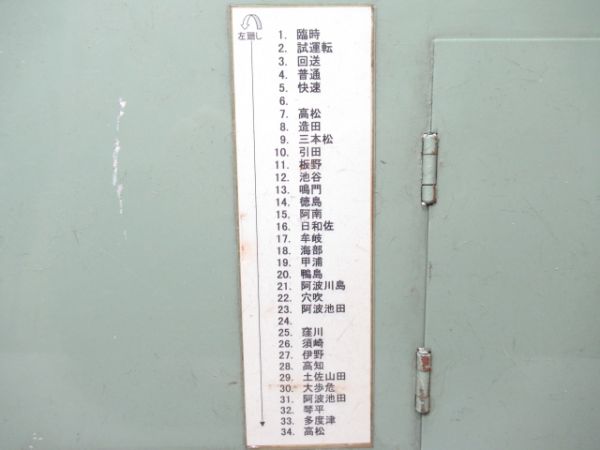 左廻し
1. 臨時
2. 試運転
3. 回送
4. 普通
5. 快速
6.
7. 高松
8. 造田
9. 三本松
10. 引田
11. 板野
12. 池谷
13. 鳴門
14. 徳島
15. 阿南
16. 日和佐
17. 牟岐
18. 海部
19. 甲浦
20. 鴨島
21. 阿波川島
22. 穴吹
23. 阿波池田
24.
25. 窪川
26. 須崎
27. 伊野
28. 高知
29. 土佐山田
30. 大歩危
31. 阿波池田
32. 琴平
33. 多度津
34. 高松